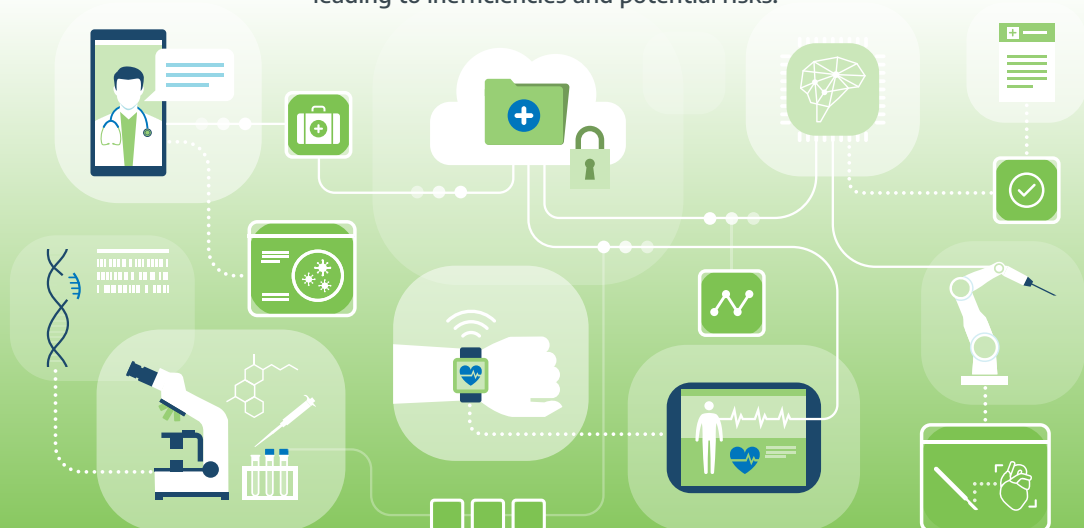 leading to inefficiencies and potential risks.